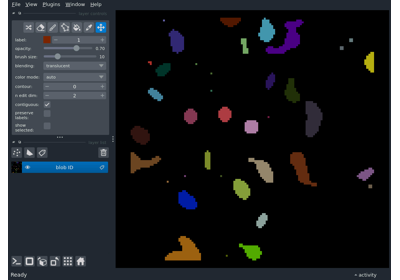 File View Plugins Window Help
label: 1
opacity: 0.70
brush size: 10
blending: translucent
color mode: auto
contour: 0
n edit dim: 2
contiguous:
preserve
labels:
show
selected:
blob ID
Ready
activity